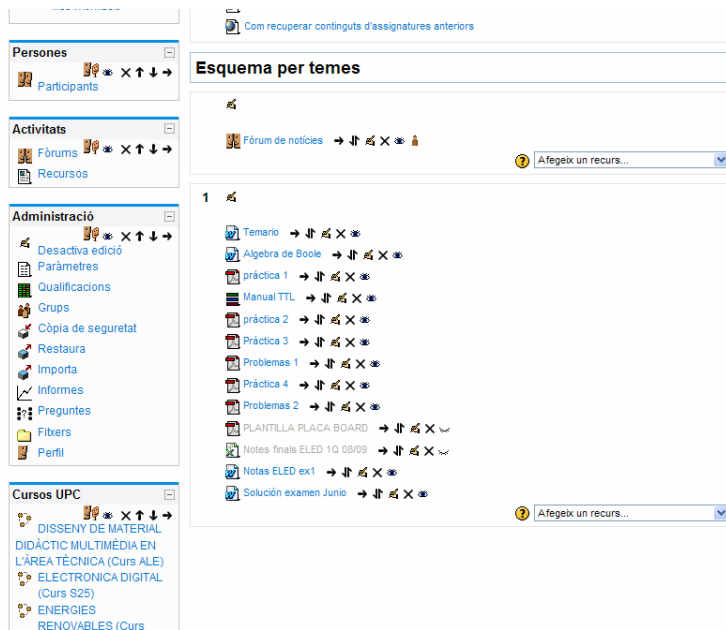 Com recuperar continguts d'assignatures anteriors
Persones
Participants
Activitats
Fòrums
Recursos
Administració
Desactiva edició
Paràmetres
Qualificacions
Grups
Còpia de seguretat
Restaura
Importa
Informes
Preguntes
Fitxers
Perfil
Cursos UPC
DISSENY DE MATERIAL
DIDÀCTIC MULTIMÈDIA EN
L'ÀREA TÈCNICA (Curs ALE)
ELECTRONICA DIGITAL
(Curs S25)
ENERGIES
RENOVABLES (Curs
Esquema per temes
Fòrum de notícies
Afegeix un recurs...
1
Temario
Algebra de Boole
práctica 1
Manual TTL
práctica 2
Práctica 3
Problemas 1
Práctica 4
Problemas 2
PLANTILLA PLACA BOARD
Notes finals ELED 1Q 08/09
Notas ELED ex1
Solución examen Junio
Afegeix un recurs...